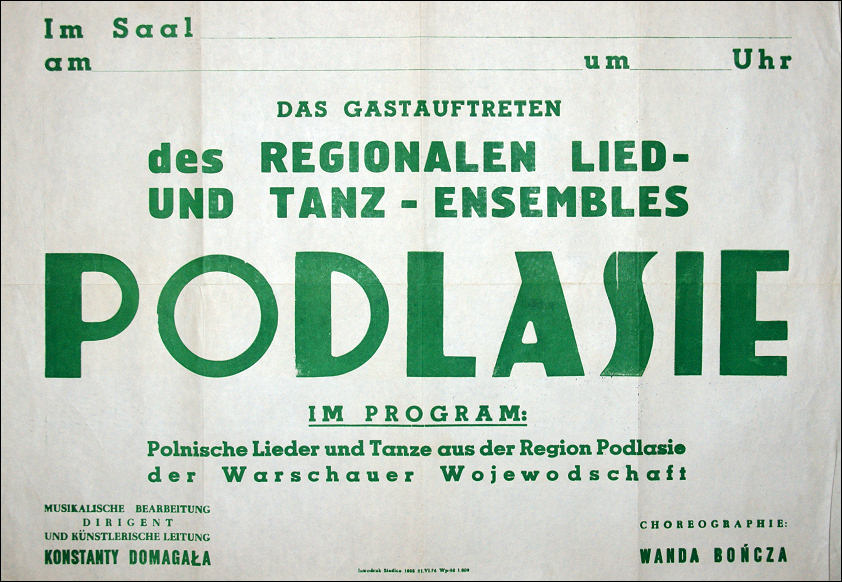 Im Saal
am um Uhr
DAS GASTAUFTRETEN
des REGIONALEN LIED-
UND TANZ - ENSEMBLES
PODLASIE
IM PROGRAM:
Polnische Lieder und Tanze aus der Region Podlasie
der Warschauer Wojewodschaft
MUSIKALISCHE BEARBEITUNG
DIRIGENT
UND KÜNSTLERISCHE LEITUNG
KONSTANTY DOMAGAŁA
CHOREOGRAPHIE:
WANDA BOŃCZA
Siedlce